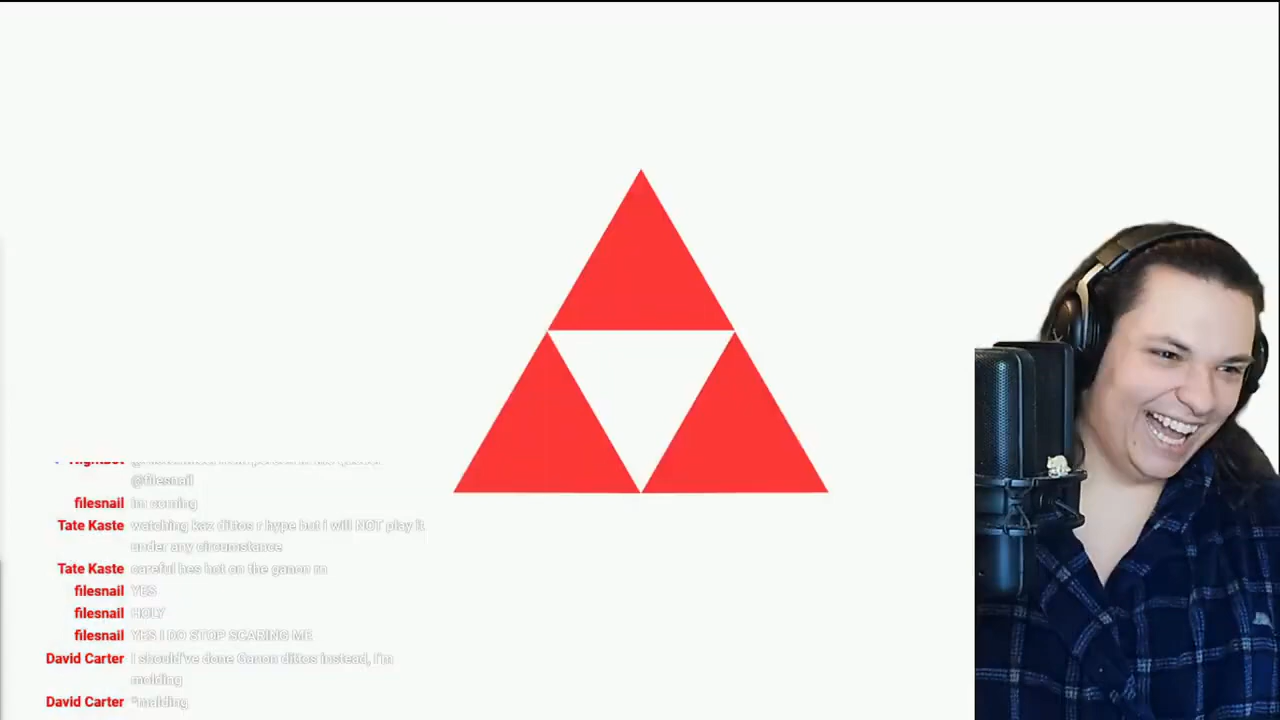 @filesnail
filesnail im coming
Tate Kaste watching kaz dittos r hype but i will NOT play it
under any circumstance
Tate Kaste careful hes hot on the ganon rn
filesnail YES
filesnail HOLY
filesnail YES I DO STOP SCARING ME
David Carter I should've done Ganon dittos instead, I'm
molding
David Carter *malding